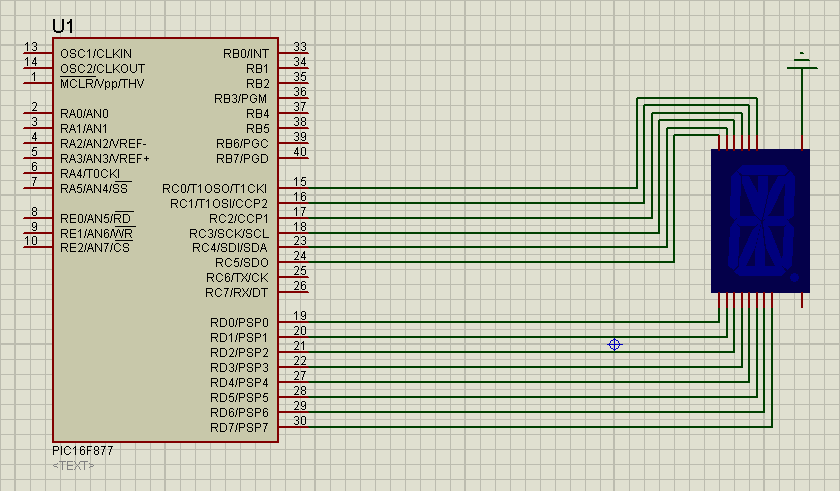 U1
13 OSC1/CLKIN RB0/INT 33
14 OSC2/CLKOUT RB1 34
1 MCLR/Vpp/THV RB2 35
RB3/PGM 36
2 RA0/AN0 RB4 37
3 RA1/AN1 RB5 38
4 RA2/AN2/VREF- RB6/PGC 39
5 RA3/AN3/VREF+ RB7/PGD 40
6 RA4/T0CKI
7 RA5/AN4/SS RC0/T1OSO/T1CKI 15
RC1/T1OSI/CCP2 16
8 RE0/AN5/RD RC2/CCP1 17
9 RE1/AN6/WR RC3/SCK/SCL 18
10 RE2/AN7/CS RC4/SDI/SDA 23
RC5/SDO 24
RC6/TX/CK 25
RC7/RX/DT 26
RD0/PSP0 19
RD1/PSP1 20
RD2/PSP2 21
RD3/PSP3 22
RD4/PSP4 27
RD5/PSP5 28
RD6/PSP6 29
RD7/PSP7 30
PIC16F877
<TEXT>